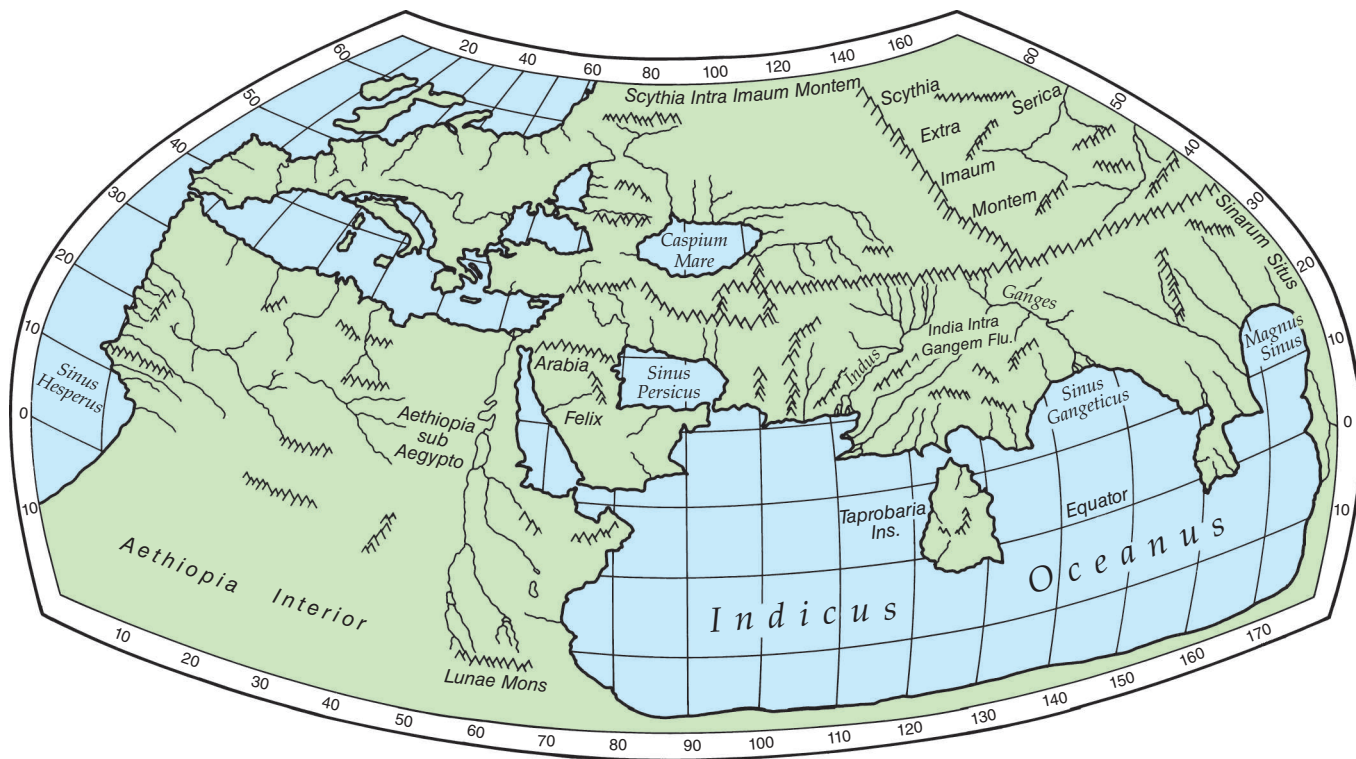 20 40 60 80 100 120 140 160
60
50
40
30
20
10
0
10
60
50
40
30
20
10
0
10
Scythia Intra Imaum Montem
Scythia
Extra
Imaum
Montem
Serica
Sinarum Situs
Caspium
Mare
Ganges
India Intra
Gangem Flu.
Indus
Magnus
Sinus
Arabia
Felix
Sinus
Persicus
Sinus
Gangeticus
Sinus
Hesperus
Aethiopia
sub
Aegypto
Taprobaria
Ins.
Equator
Aethiopia Interior
Indicus Oceanus
Lunae Mons
10 20 30 40 50 60 70 80 90 100 110 120 130 140 150 160 170